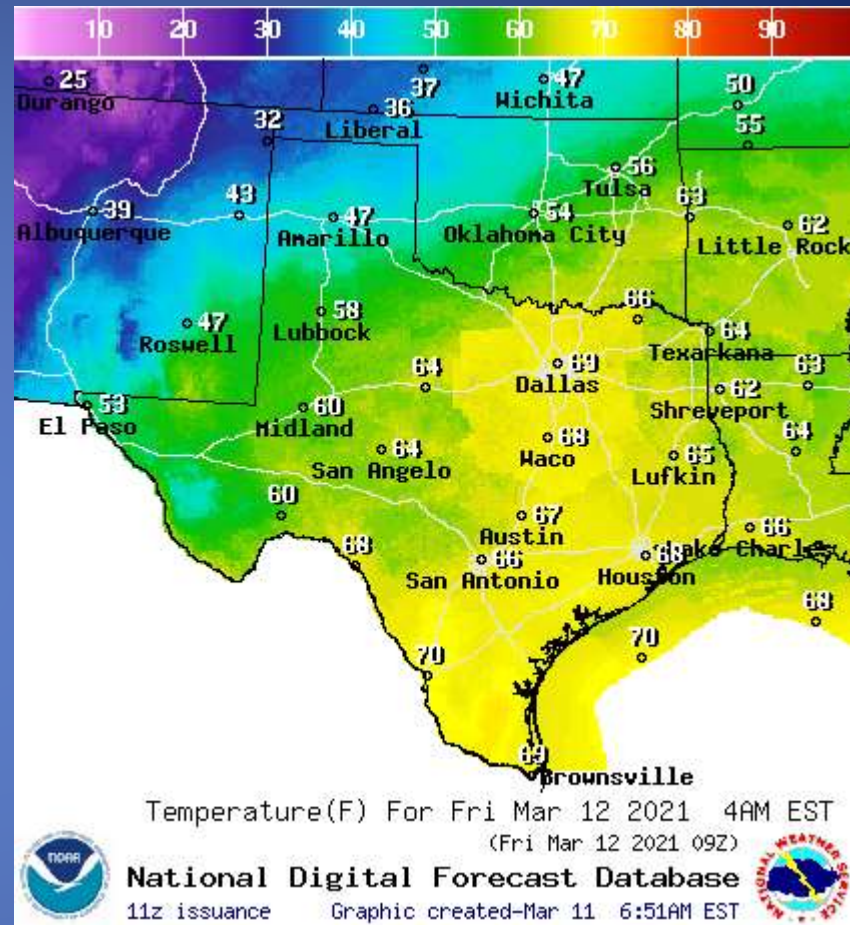 10 20 30 40 50 60 70 80 90
25
Durango
37
47
Wichita
36
Liberal
50
32
55
56
Tulsa
39
Albuquerque
43
47
Amarillo
54
Oklahoma City
63
62
Little Rock
47
Roswell
58
Lubbock
66
64
Texarkana
53
El Paso
60
Midland
64
69
Dallas
62
Shreveport
63
64
San Angelo
68
Waco
65
Lufkin
64
60
67
Austin
66
Lake Charles
68
66
San Antonio
68
Houston
70
70
68
69
Brownsville
Temperature(F) For Fri Mar 12 2021 4AM EST
(Fri Mar 12 2021 09Z)
NOAA
National Digital Forecast Database
11z issuance Graphic created-Mar 11 6:51AM EST
NATIONAL WEATHER SERVICE